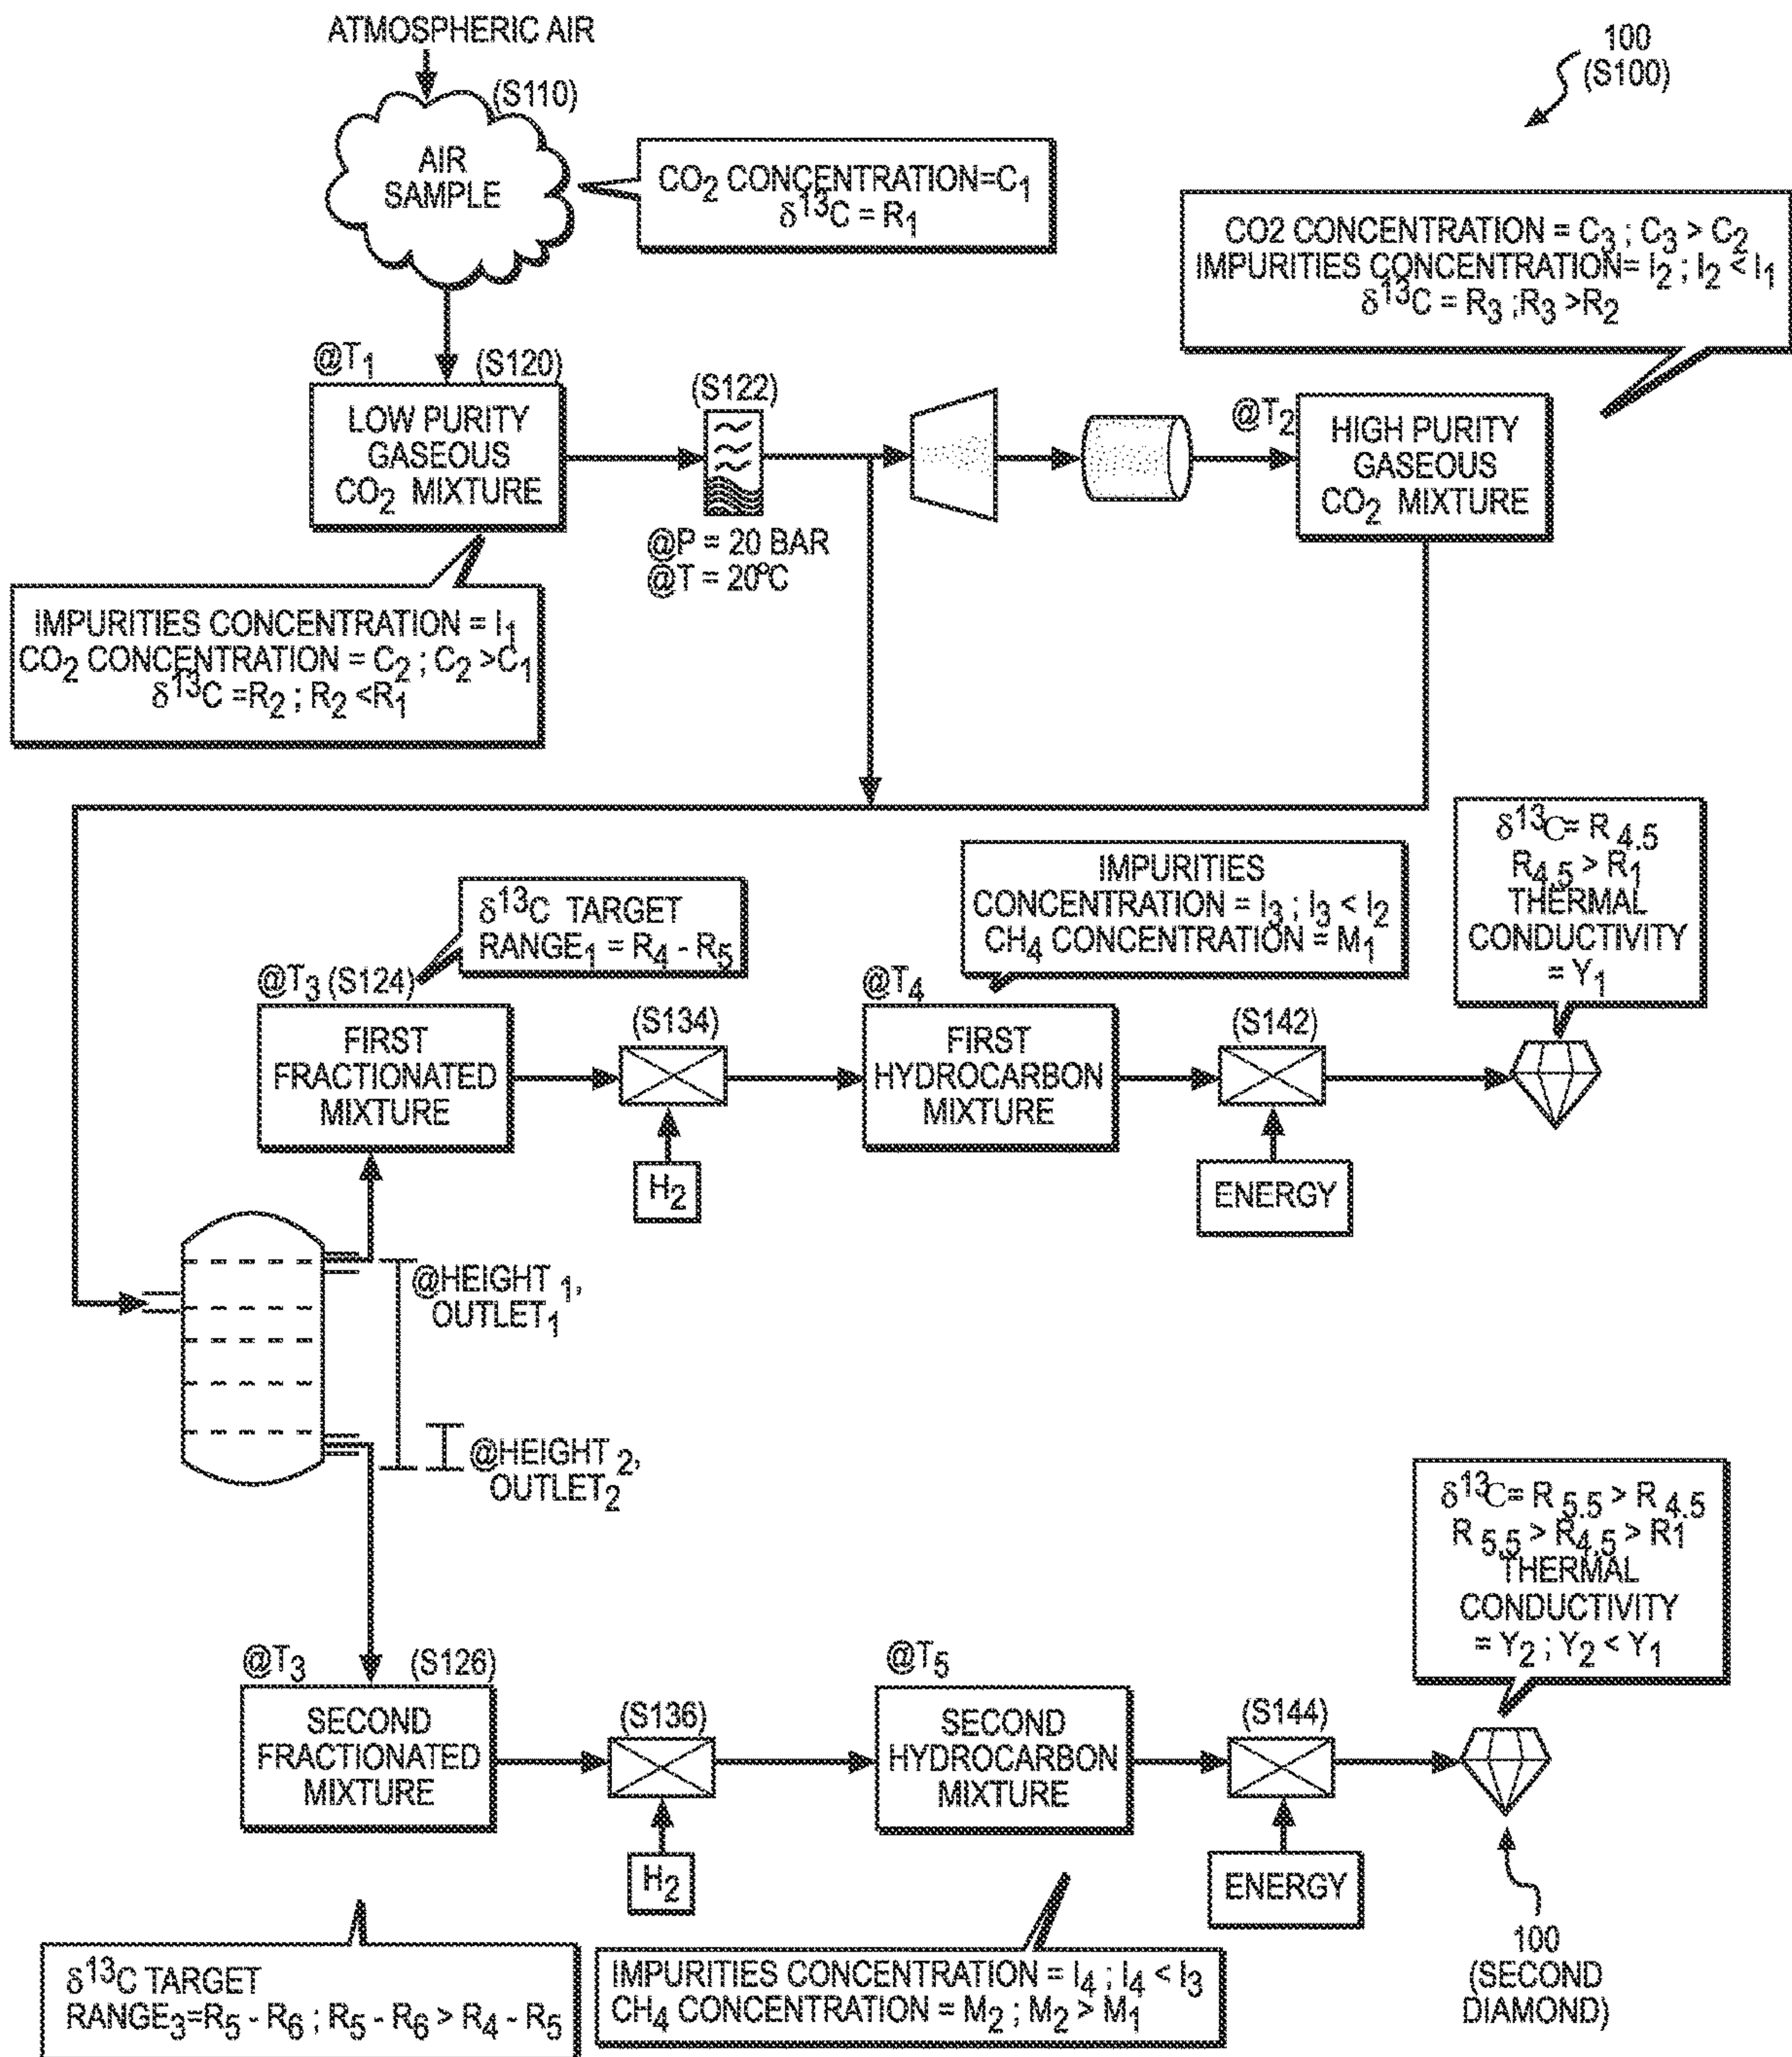 ATMOSPHERIC AIR
100
(S100)
(S110)
AIR
SAMPLE
CO2 CONCENTRATION=C1
δ13C = R1
CO2 CONCENTRATION = C3 ; C3 > C2
IMPURITIES CONCENTRATION= I2 ; I2 < I1
δ13C = R3 ;R3 >R2
@T1
(S120)
LOW PURITY
GASEOUS
CO2 MIXTURE
(S122)
@P = 20 BAR
@T = 20ºC
@T2
HIGH PURITY
GASEOUS
CO2 MIXTURE
IMPURITIES CONCENTRATION = I1
CO2 CONCENTRATION = C2 ; C2 >C1
δ13C =R2 ; R2 <R1
δ13C= R4.5
R4.5 > R1
THERMAL
CONDUCTIVITY
= Y1
IMPURITIES
CONCENTRATION = I3 ; I3 < I2
CH4 CONCENTRATION = M1
δ13C TARGET
RANGE1 = R4 - R5
@T3 (S124)
FIRST
FRACTIONATED
MIXTURE
(S134)
H2
@T4
FIRST
HYDROCARBON
MIXTURE
(S142)
ENERGY
@HEIGHT 1,
OUTLET1
@HEIGHT 2,
OUTLET2
δ13C= R5.5 > R4.5
R5.5 > R4.5 > R1
THERMAL
CONDUCTIVITY
= Y2 ; Y2 < Y1
@T3
(S126)
SECOND
FRACTIONATED
MIXTURE
(S136)
H2
@T5
SECOND
HYDROCARBON
MIXTURE
(S144)
ENERGY
100
(SECOND
DIAMOND)
δ13C TARGET
RANGE3=R5 - R6 ; R5 - R6 > R4 - R5
IMPURITIES CONCENTRATION = I4 ; I4 < I3
CH4 CONCENTRATION = M2 ; M2 > M1